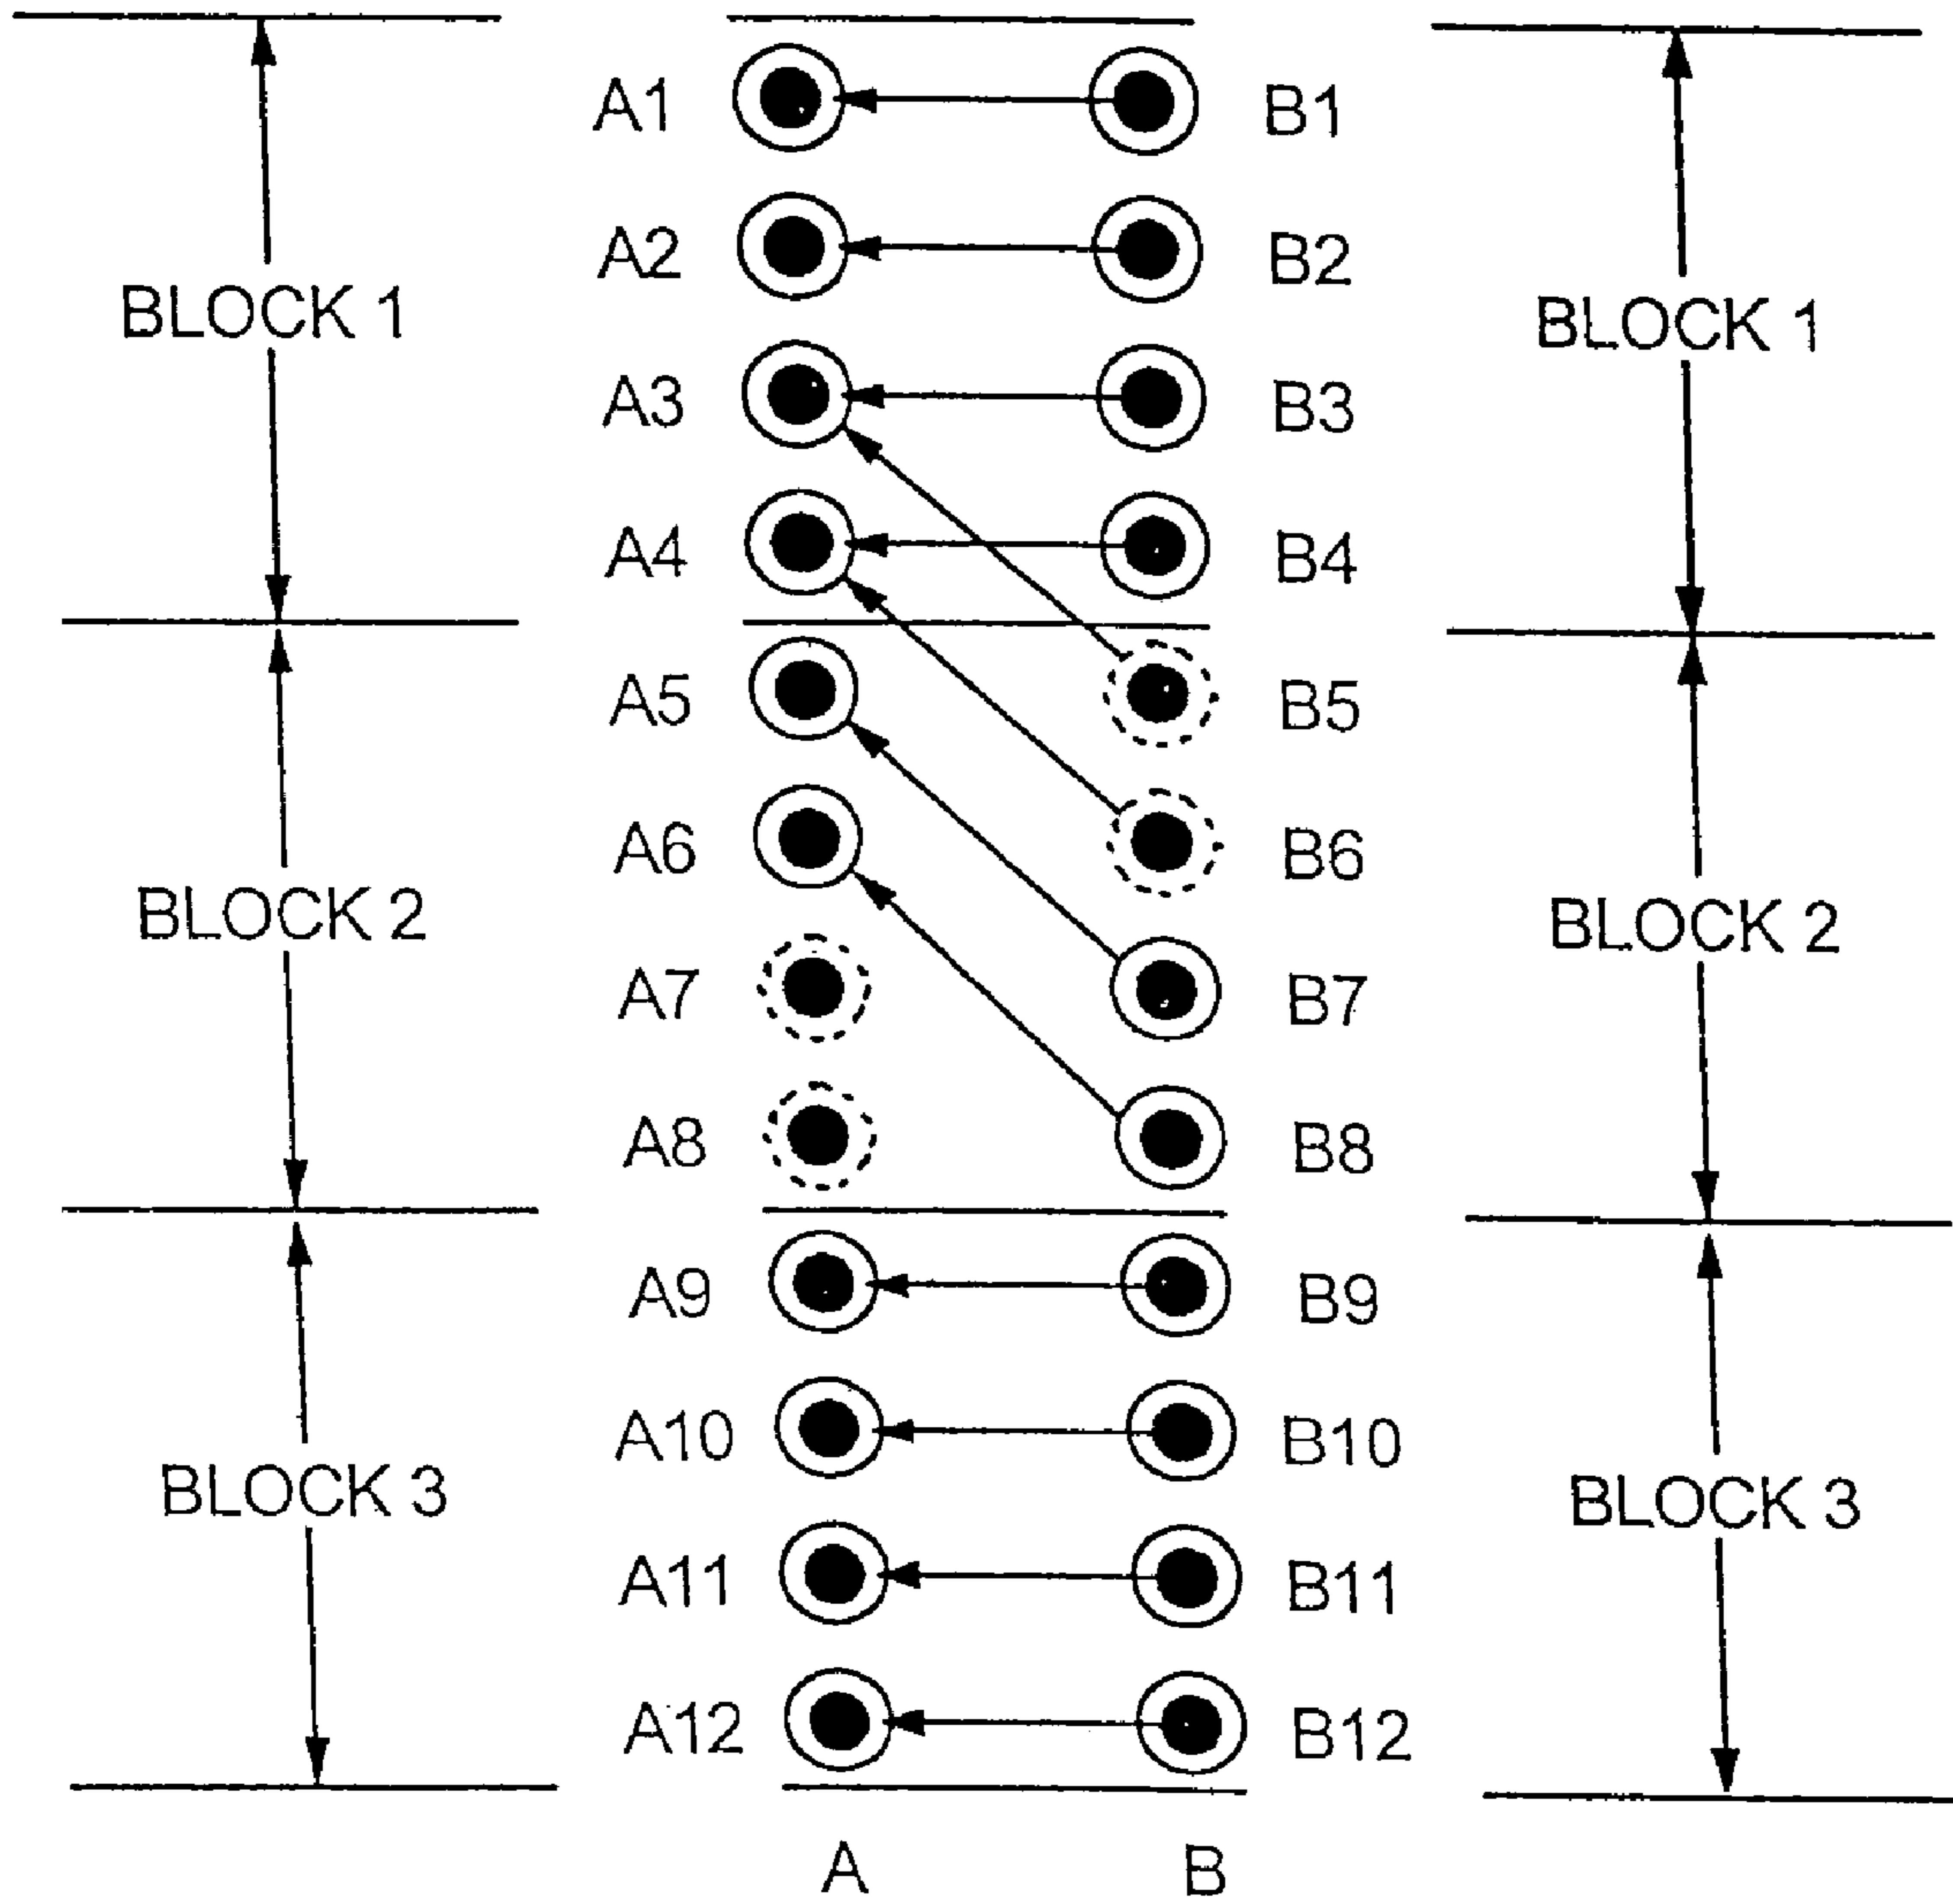 A1 B1
A2 B2
BLOCK 1 BLOCK 1
A3 B3
A4 B4
A5 B5
A6 B6
BLOCK 2 BLOCK 2
A7 B7
A8 B8
A9 B9
A10 B10
BLOCK 3 BLOCK 3
A11 B11
A12 B12
A B